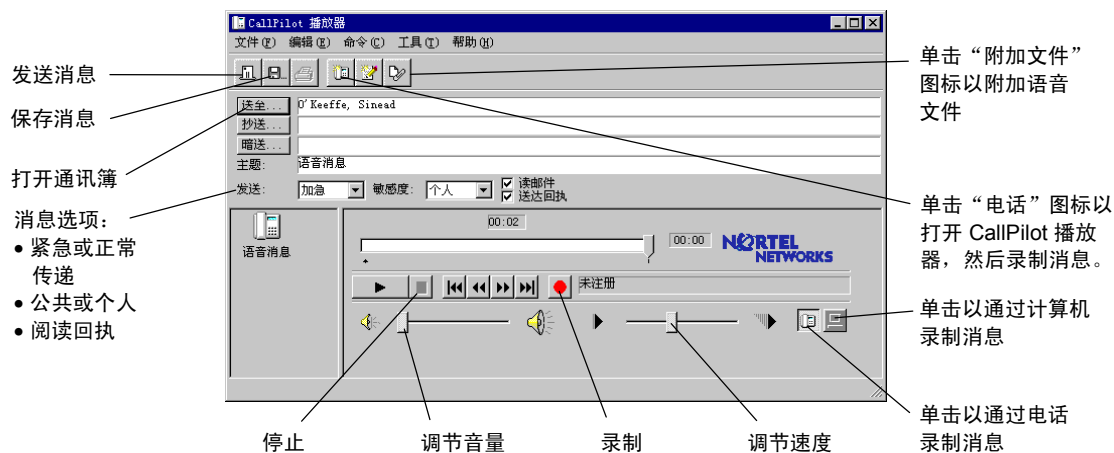 CallPilot 播放器
文件(F) 编辑(E) 命令(C) 工具(T) 帮助(H)
发送消息
保存消息
打开通讯簿
消息选项:
• 紧急或正常
传递
• 公共或个人
• 阅读回执
送至...
O'Keeffe, Sinead
抄送...
暗送...
主题:
语音消息
发送:
加急
敏感度:
个人
读邮件
送达回执
语音消息
00:02
00:00
NORTEL
NETWORKS
未注册
单击“附加文件”
图标以附加语音
文件
单击“电话”图标以
打开 CallPilot 播放
器,然后录制消息。
单击以通过计算机
录制消息
单击以通过电话
录制消息
停止
调节音量
录制
调节速度